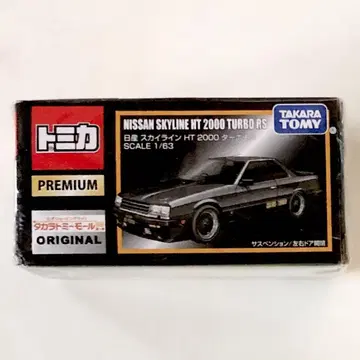 トミカ
PREMIUM
タカラトミーモール
ORIGINAL
NISSAN SKYLINE HT 2000 TURBO RS
日産 スカイライン HT 2000 ターボ
SCALE 1/63
TAKARA
TOMY
サスペンション/左右ドア開閉